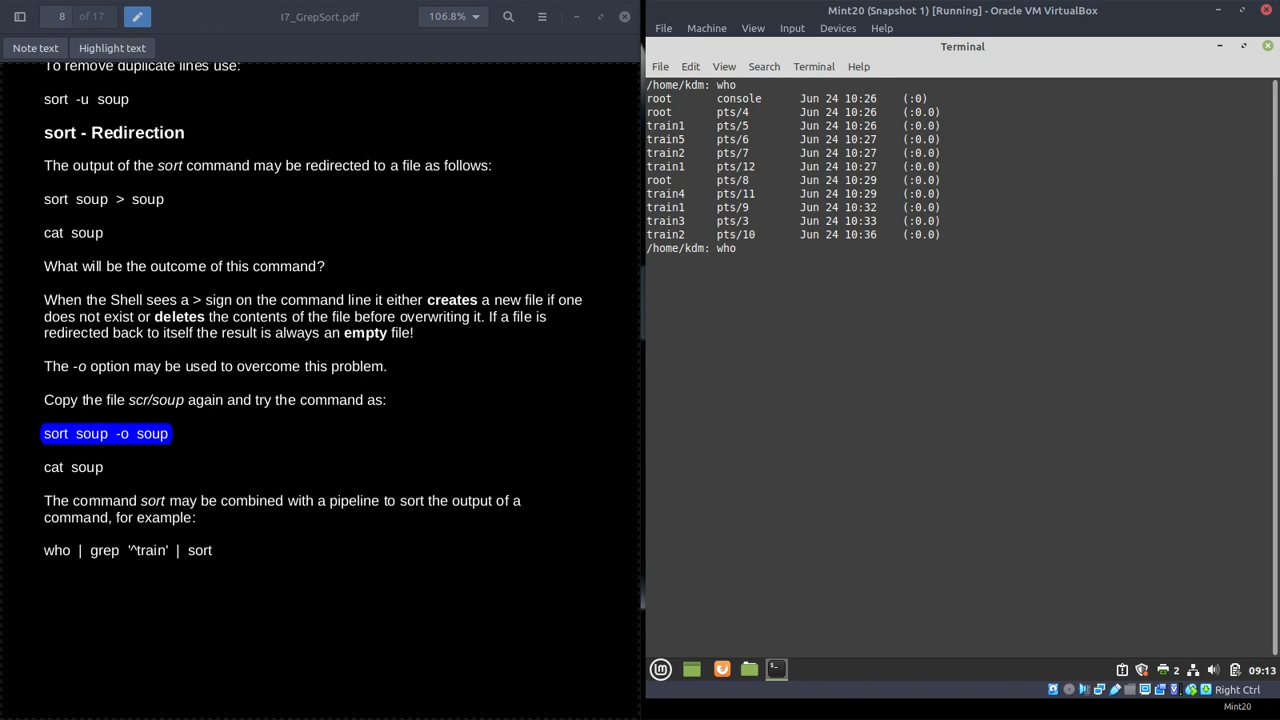 8 of 17
I7_GrepSort.pdf
106.8%
Note text
Highlight text
To remove duplicate lines use:
sort -u soup
sort - Redirection
The output of the sort command may be redirected to a file as follows:
sort soup > soup
cat soup
What will be the outcome of this command?
When the Shell sees a > sign on the command line it either creates a new file if one
does not exist or deletes the contents of the file before overwriting it. If a file is
redirected back to itself the result is always an empty file!
The -o option may be used to overcome this problem.
Copy the file scr/soup again and try the command as:
sort soup -o soup
cat soup
The command sort may be combined with a pipeline to sort the output of a
command, for example:
who | grep '^train' | sort
Mint20 (Snapshot 1) [Running] - Oracle VM VirtualBox
File Machine View Input Devices Help
Terminal
File Edit View Search Terminal Help
/home/kdm: who
root console Jun 24 10:26 (:0)
root pts/4 Jun 24 10:26 (:0.0)
train1 pts/5 Jun 24 10:26 (:0.0)
train5 pts/6 Jun 24 10:27 (:0.0)
train2 pts/7 Jun 24 10:27 (:0.0)
train1 pts/12 Jun 24 10:27 (:0.0)
root pts/8 Jun 24 10:29 (:0.0)
train4 pts/11 Jun 24 10:29 (:0.0)
train1 pts/9 Jun 24 10:32 (:0.0)
train3 pts/3 Jun 24 10:33 (:0.0)
train2 pts/10 Jun 24 10:36 (:0.0)
/home/kdm: who
2 09:13
Right Ctrl
Mint20